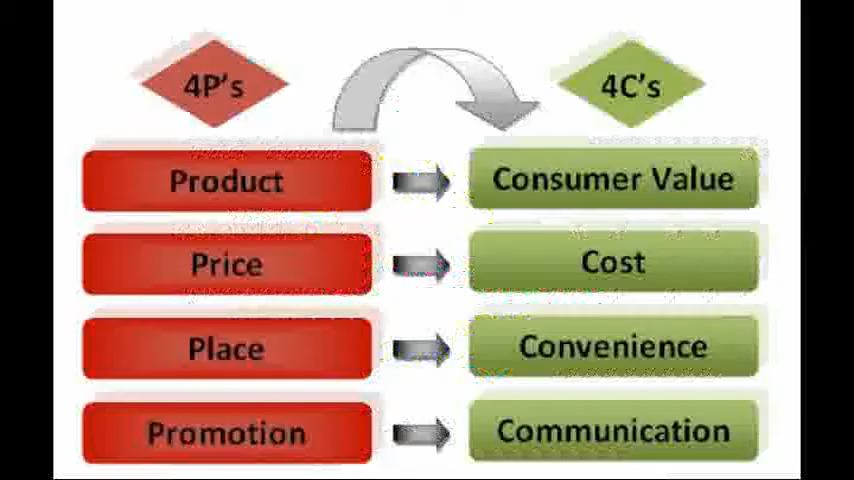 4P's
4C's
Product
Consumer Value
Price
Cost
Place
Convenience
Promotion
Communication